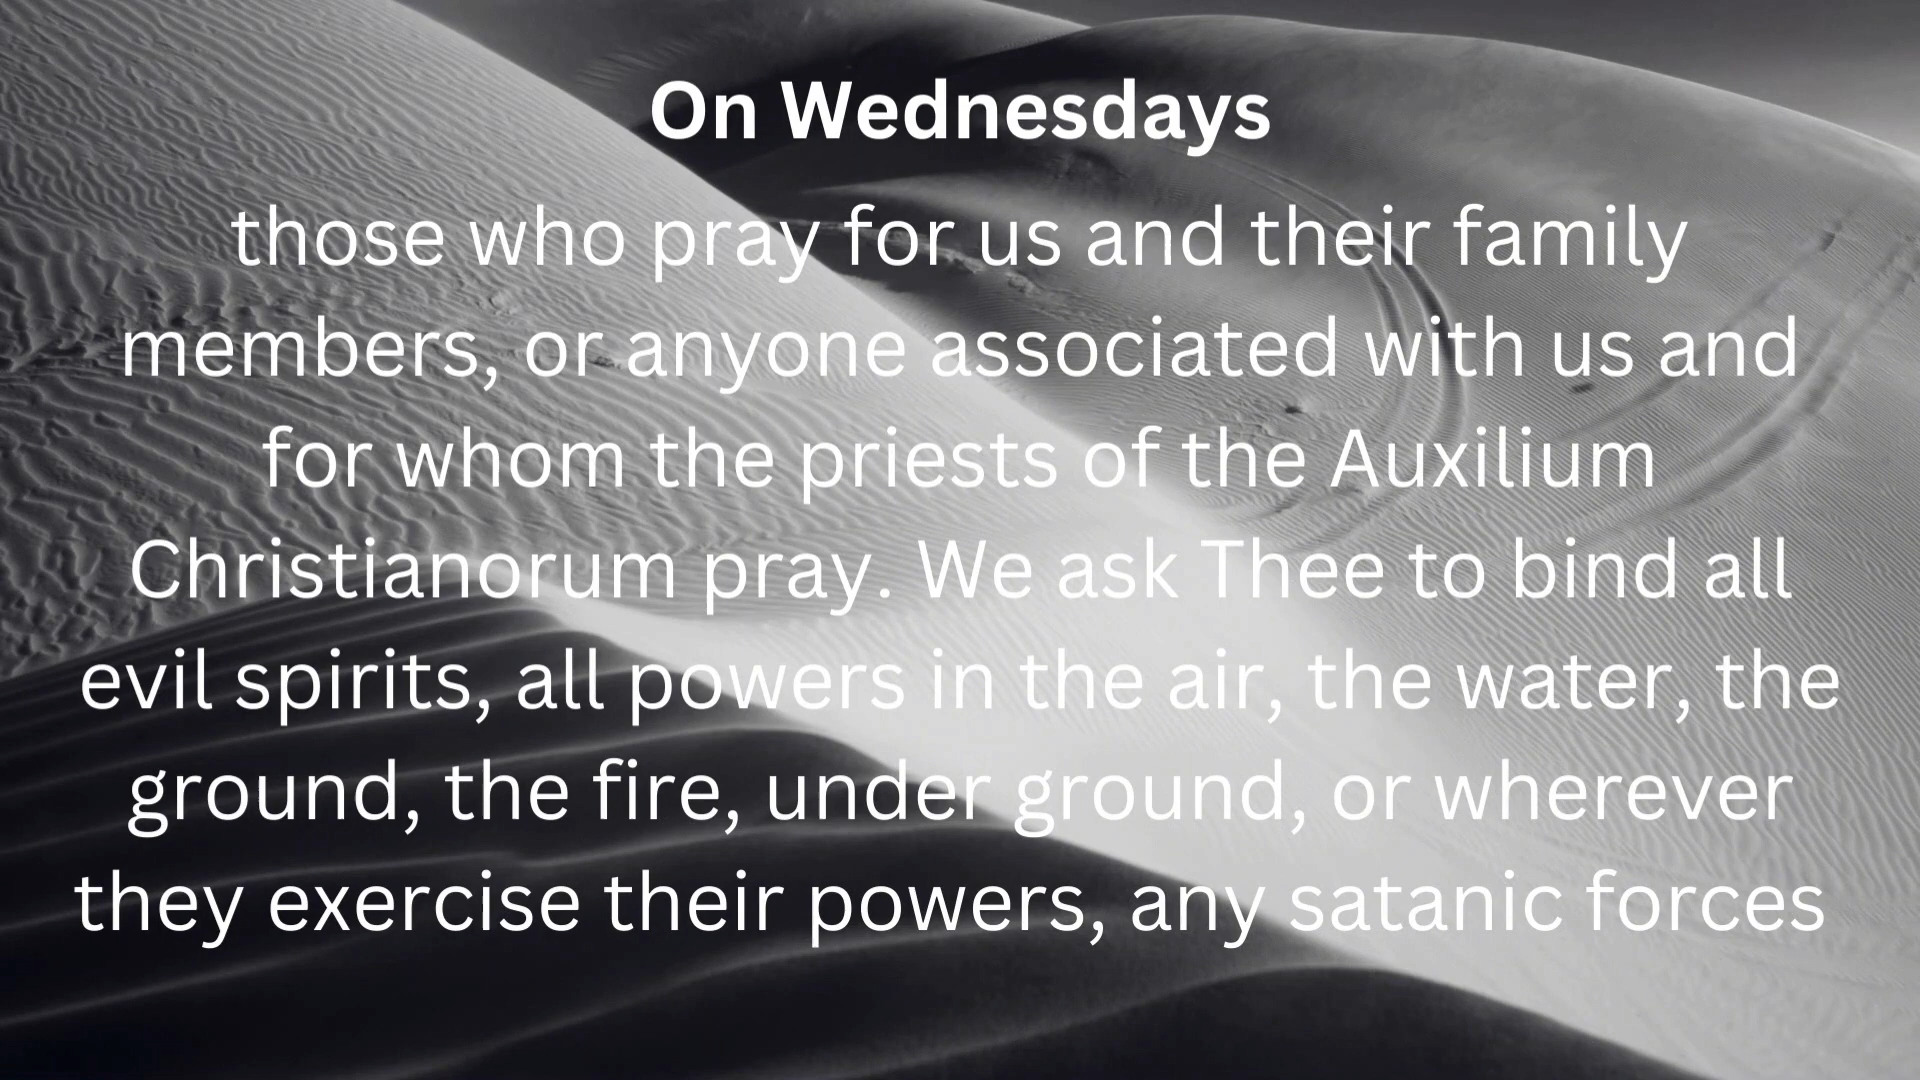 On Wednesdays
those who pray for us and their family
members, or anyone associated with us and
for whom the priests of the Auxilium
Christianorum pray. We ask Thee to bind all
evil spirits, all powers in the air, the water, the
ground, the fire, under ground, or wherever
they exercise their powers, any satanic forces